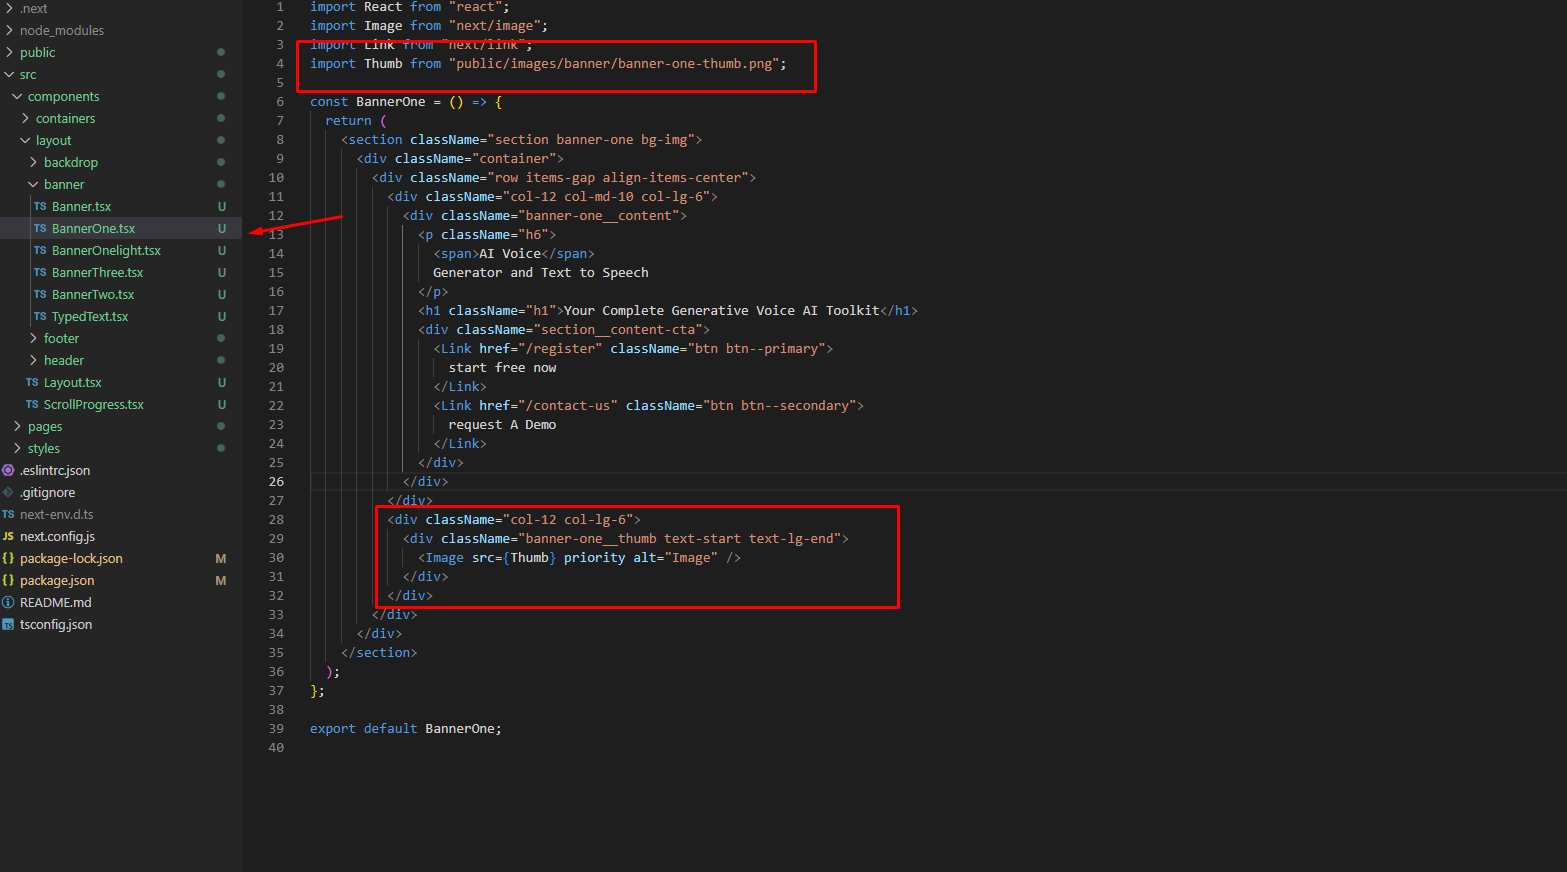 .next
node_modules
public
src
components
containers
layout
backdrop
banner
TS Banner.tsx U
TS BannerOne.tsx U
TS BannerOnelight.tsx U
TS BannerThree.tsx U
TS BannerTwo.tsx U
TS TypedText.tsx U
footer
header
TS Layout.tsx U
TS ScrollProgress.tsx U
pages
styles
.eslintrc.json
.gitignore
TS next-env.d.ts
JS next.config.js
{} package-lock.json M
{} package.json M
README.md
TS tsconfig.json
1 import React from "react";
2 import Image from "next/image";
3 import Link from "next/link";
4 import Thumb from "public/images/banner/banner-one-thumb.png";
5
6 const BannerOne = () => {
7 return (
8 <section className="section banner-one bg-img">
9 <div className="container">
10 <div className="row items-gap align-items-center">
11 <div className="col-12 col-md-10 col-lg-6">
12 <div className="banner-one__content">
13 <p className="h6">
14 <span>AI Voice</span>
15 Generator and Text to Speech
16 </p>
17 <h1 className="h1">Your Complete Generative Voice AI Toolkit</h1>
18 <div className="section__content-cta">
19 <Link href="/register" className="btn btn--primary">
20 start free now
21 </Link>
22 <Link href="/contact-us" className="btn btn--secondary">
23 request A Demo
24 </Link>
25 </div>
26 </div>
27 </div>
28 <div className="col-12 col-lg-6">
29 <div className="banner-one__thumb text-start text-lg-end">
30 <Image src={Thumb} priority alt="Image" />
31 </div>
32 </div>
33 </div>
34 </div>
35 </section>
36 );
37 };
38
39 export default BannerOne;
40